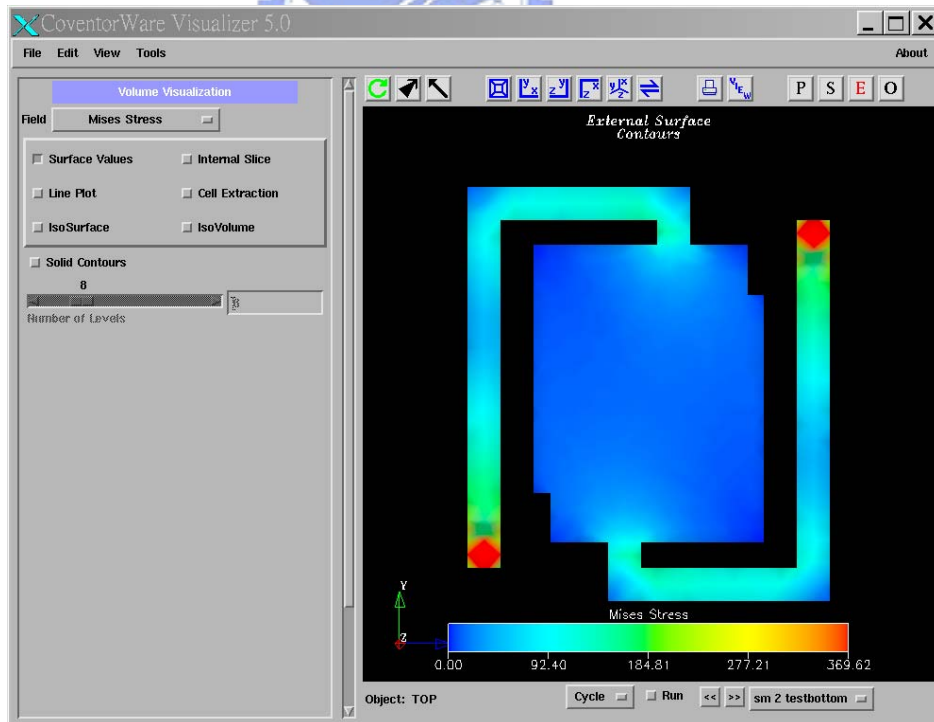 CoventorWare Visualizer 5.0
File Edit View Tools About
Volume Visualization
Field Mises Stress
Surface Values Internal Slice
Line Plot Cell Extraction
IsoSurface IsoVolume
Solid Contours
8
8
Number of Levels
P S E O
External Surface
Contours
Y
Z
Mises Stress
0.00 92.40 184.81 277.21 369.62
Object: TOP Cycle Run << >> sm 2 testbottom